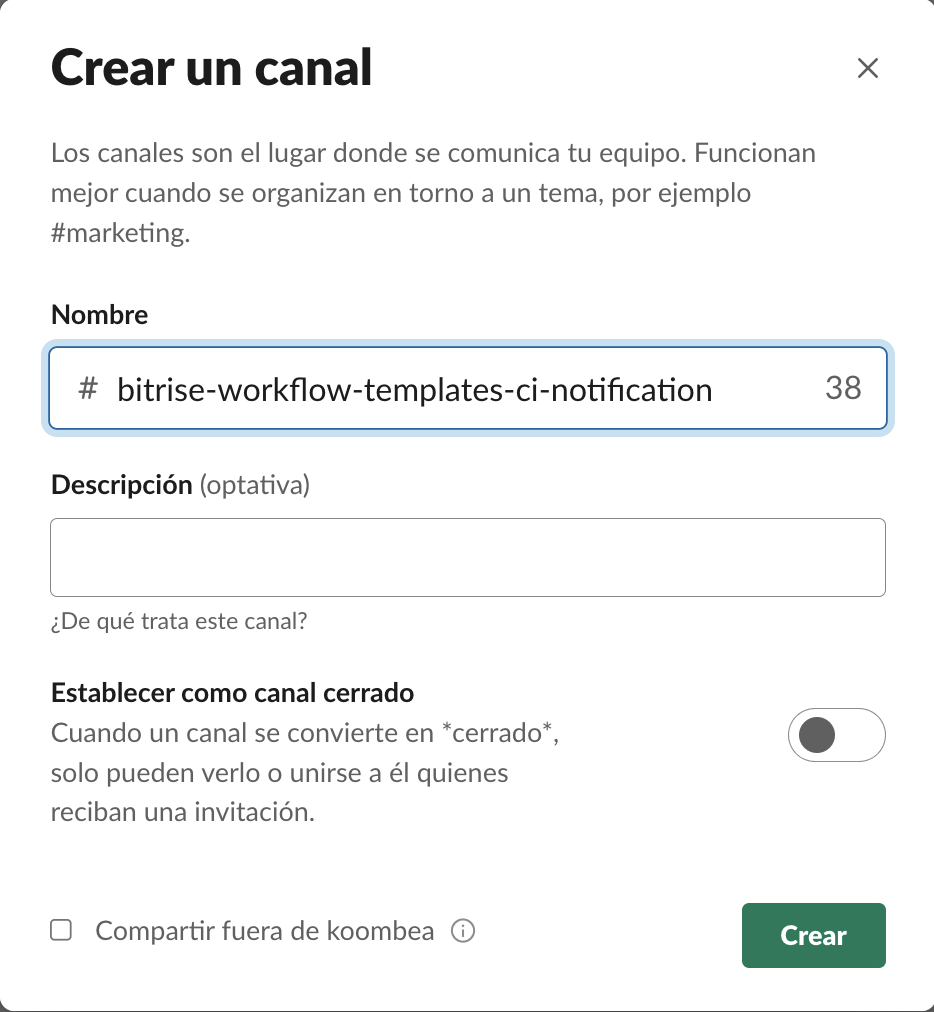 Crear un canal
Los canales son el lugar donde se comunica tu equipo. Funcionan
mejor cuando se organizan en torno a un tema, por ejemplo
#marketing.
Nombre
# bitrise-workflow-templates-ci-notification 38
Descripción (optativa)
¿De qué trata este canal?
Establecer como canal cerrado
Cuando un canal se convierte en *cerrado*,
solo pueden verlo o unirse a él quienes
reciban una invitación.
Compartir fuera de koombea
Crear